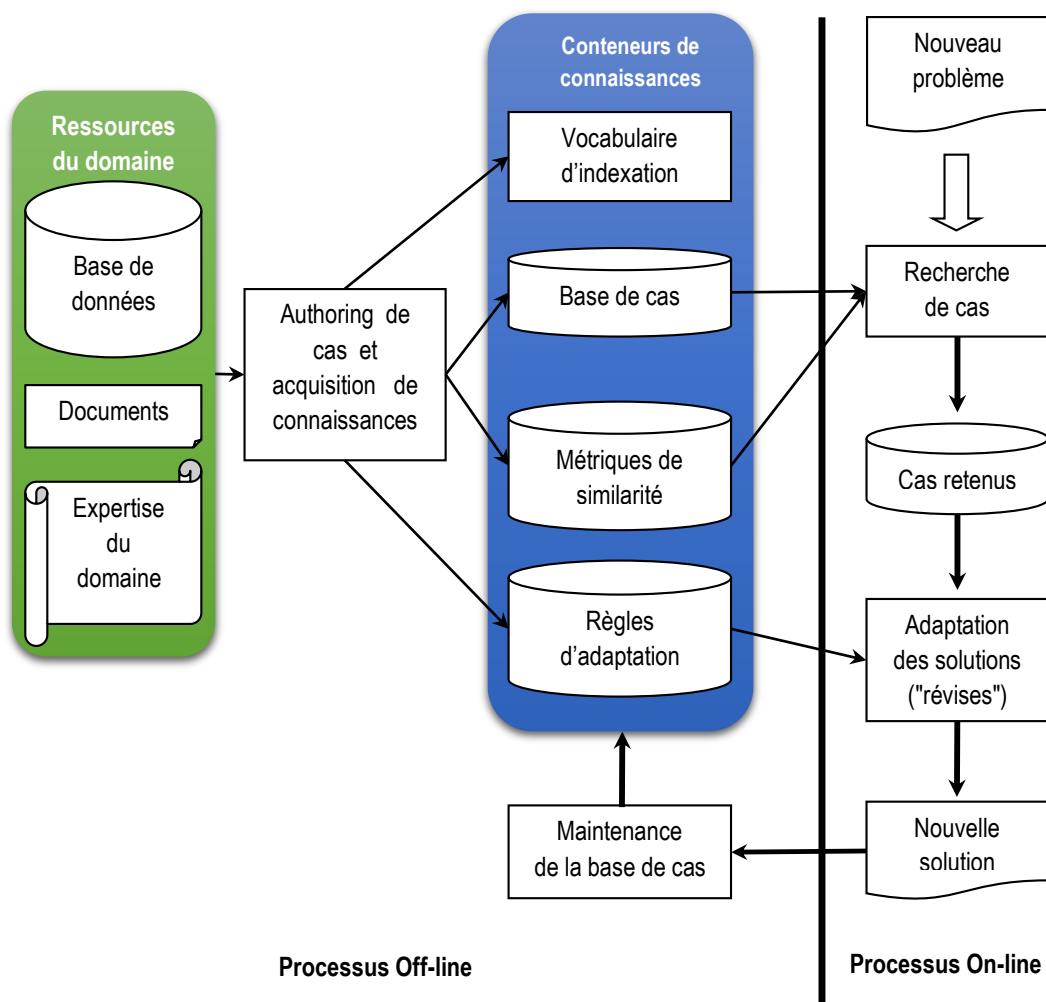 Ressources
du domaine
Base de
données
Documents
Expertise
du
domaine
Authoring de
cas et
acquisition de
connaissances
Conteneurs de
connaissances
Vocabulaire
d’indexation
Base de cas
Métriques de
similarité
Règles
d’adaptation
Maintenance
de la base de cas
Nouveau
problème
Recherche
de cas
Cas retenus
Adaptation
des solutions
("révises")
Nouvelle
solution
Processus Off-line
Processus On-line